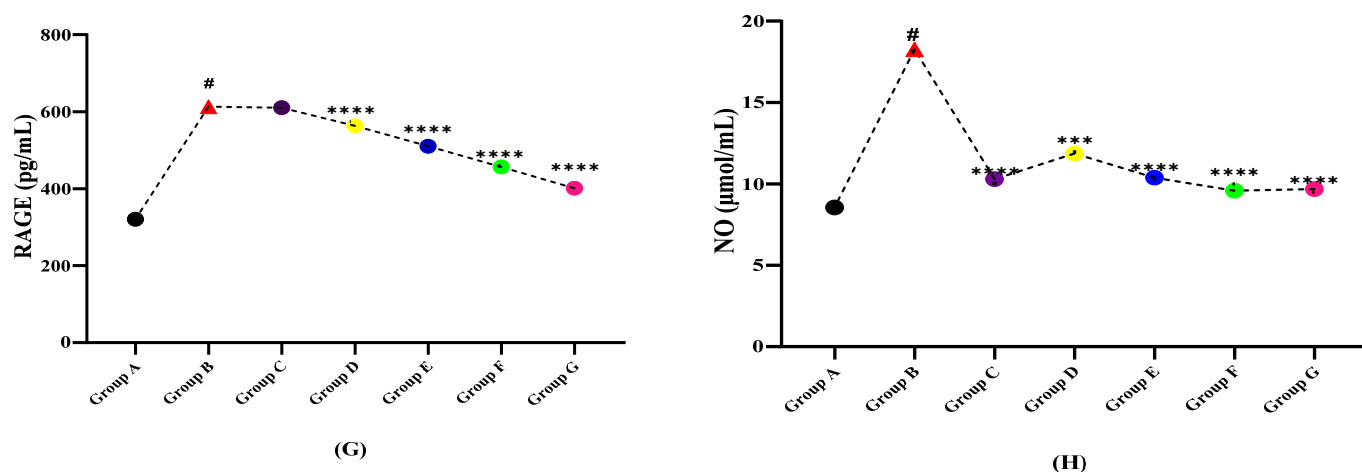 RAGE (pg/mL)
800
600
400
200
0
#
****
****
****
****
Group A
Group B
Group C
Group D
Group E
Group F
Group G
(G)
NO (µmol/mL)
20
15
10
5
0
#
****
***
****
****
****
Group A
Group B
Group C
Group D
Group E
Group F
Group G
(H)